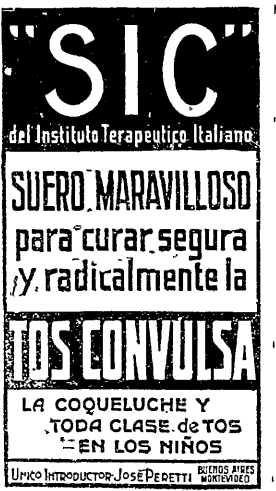 "SIC"
del Instituto Terapeutico Italiano
SUERO MARAVILLOSO
para curar segura
y radicalmente la
TOS CONVULSA
LA COQUELUCHE Y
TODA CLASE de TOS
EN LOS NIÑOS
UNICO INTRODUCTOR-JOSÉ PERETTI BUENOS AIRES
MONTEVIDEO